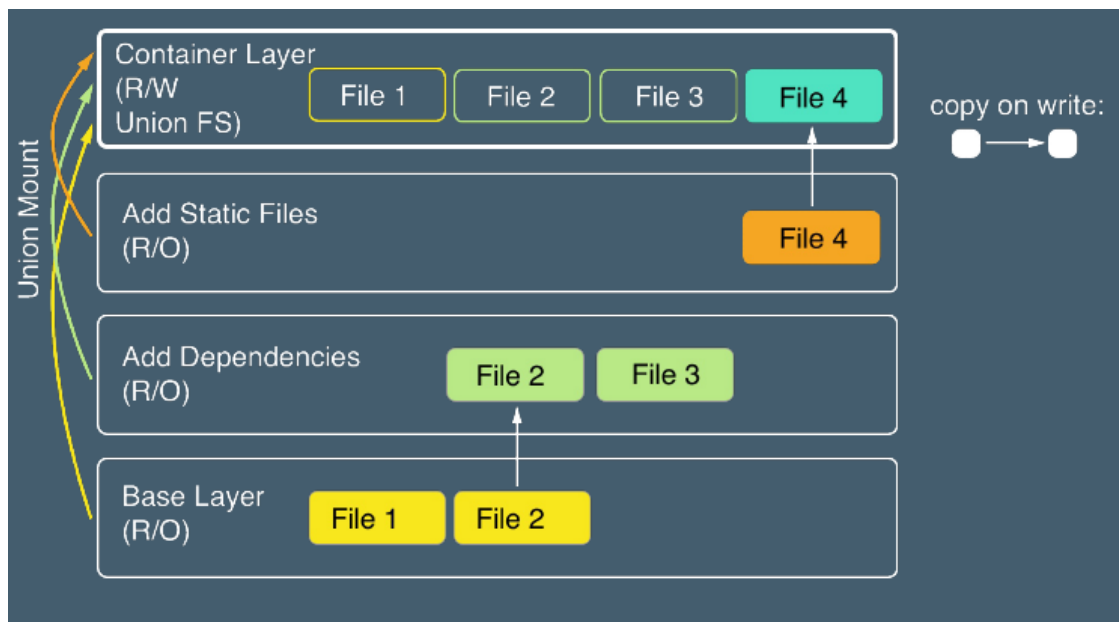 Container Layer
(R/W
Union FS)
File 1
File 2
File 3
File 4
copy on write:
Union Mount
Add Static Files
(R/O)
File 4
Add Dependencies
(R/O)
File 2
File 3
Base Layer
(R/O)
File 1
File 2